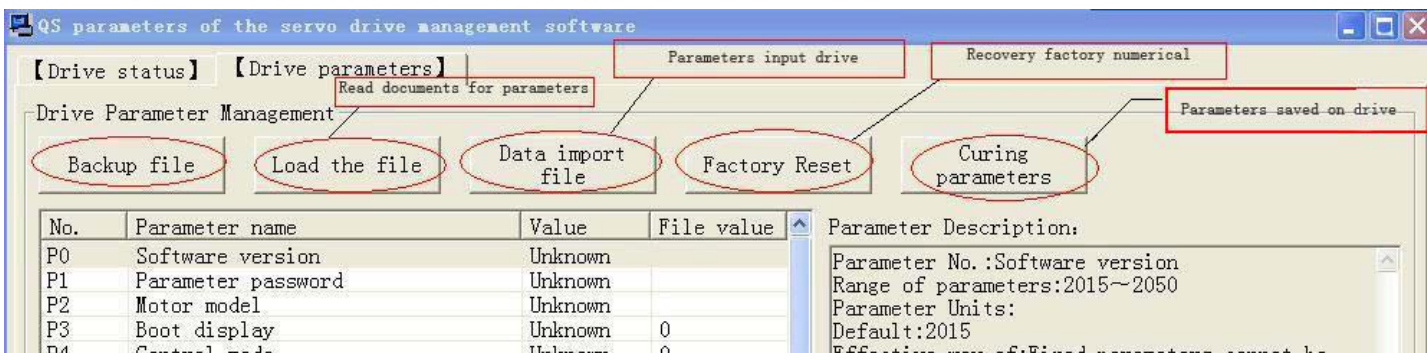 QS parameters of the servo drive management software
【Drive status】 【Drive parameters】
Parameters input drive
Recovery factory numerical
Read documents for parameters
Parameters saved on drive
Drive Parameter Management
Backup file
Load the file
Data import
file
Factory Reset
Curing
parameters
No. Parameter name Value File value
Parameter Description:
P0 Software version Unknown
P1 Parameter password Unknown
P2 Motor model Unknown
P3 Boot display Unknown 0
Parameter No.:Software version
Range of parameters:2015～2050
Parameter Units:
Default:2015